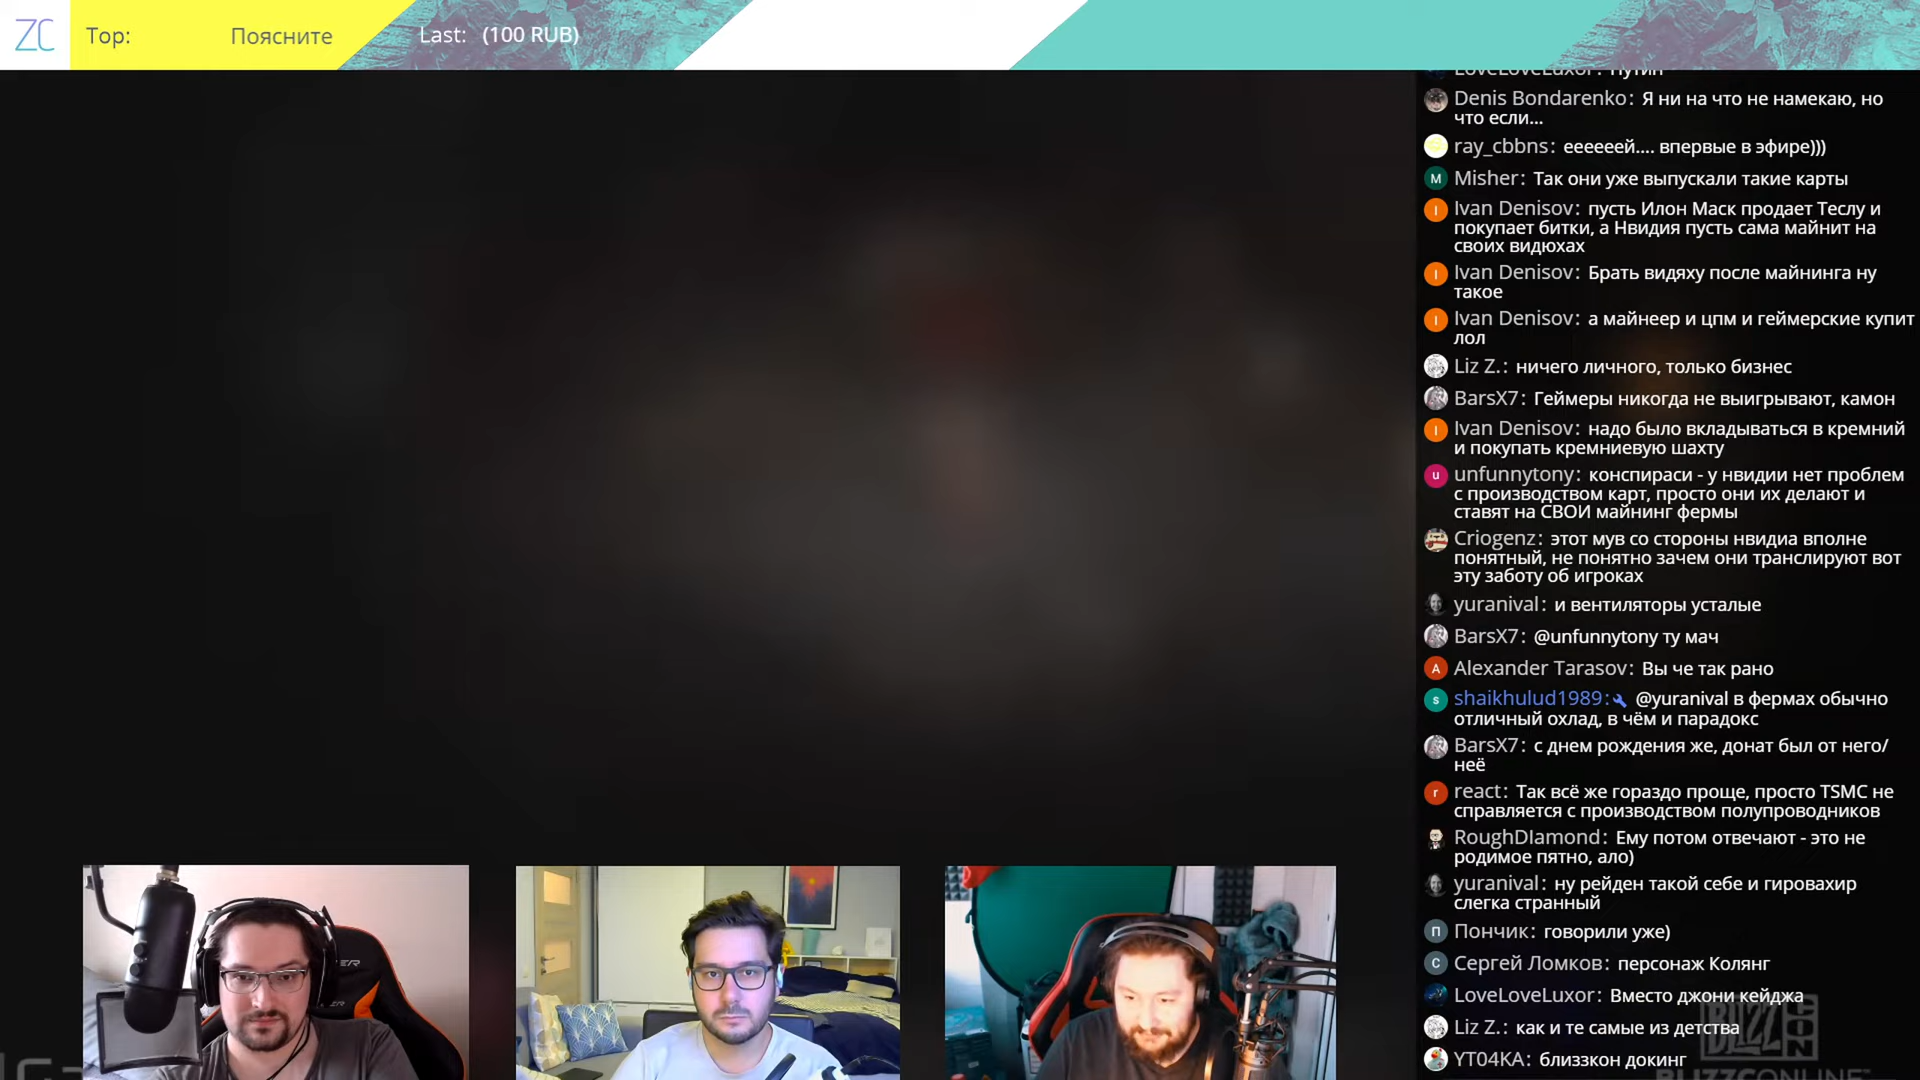 ZC
Top:
Поясните
Last: (100 RUB)
LoveLoveLuxor: Путин
Denis Bondarenko: Я ни на что не намекаю, но
что если...
ray_cbbns: еееееей.... впервые в эфире)))
M Misher: Так они уже выпускали такие карты
I Ivan Denisov: пусть Илон Маск продает Теслу и
покупает битки, а Нвидия пусть сама майнит на
своих видюхах
I Ivan Denisov: Брать видяху после майнинга ну
такое
I Ivan Denisov: а майнеер и цпм и геймерские купит
лол
Liz Z.: ничего личного, только бизнес
BarsX7: Геймеры никогда не выигрывают, камон
I Ivan Denisov: надо было вкладываться в кремний
и покупать кремниевую шахту
u unfunnytony: конспираси - у нвидии нет проблем
с производством карт, просто они их делают и
ставят на СВОИ майнинг фермы
Criogenz: этот мув со стороны нвидиа вполне
понятный, не понятно зачем они транслируют вот
эту заботу об игроках
yuranival: и вентиляторы усталые
BarsX7: @unfunnytony ту мач
A Alexander Tarasov: Вы че так рано
s shaikhulud1989: @yuranival в фермах обычно
отличный охлад, в чём и парадокс
BarsX7: с днем рождения же, донат был от него/
неё
r react: Так всё же гораздо проще, просто TSMC не
справляется с производством полупроводников
RoughDIamond: Ему потом отвечают - это не
родимое пятно, ало)
yuranival: ну рейден такой себе и гировахир
слегка странный
П Пончик: говорили уже)
С Сергей Ломков: персонаж Колянг
LoveLoveLuxor: Вместо джони кейджа
Liz Z.: как и те самые из детства
YT04KA: близзкон докинг
BLIZZ
CON
BLIZZCONLINE